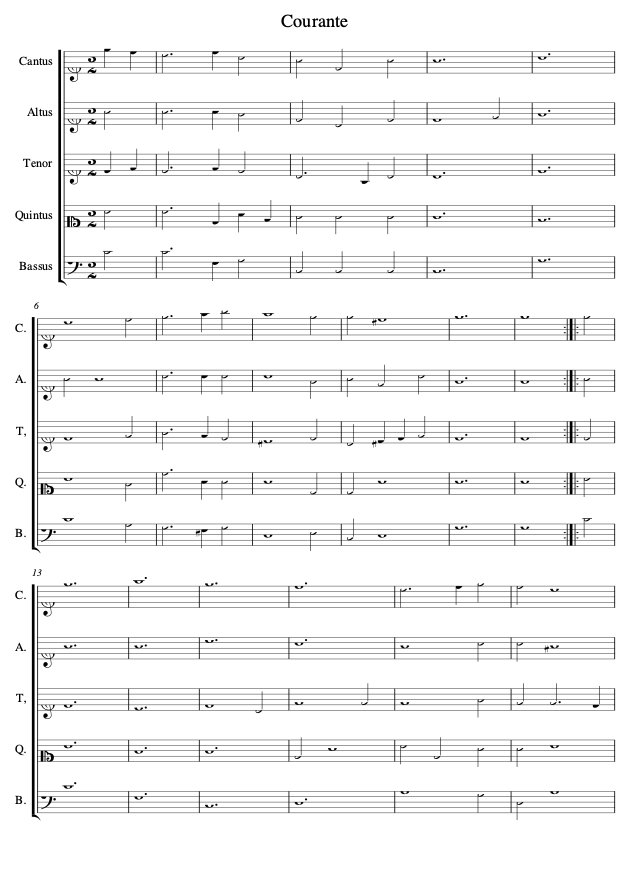 Courante
Cantus
Altus
Tenor
Quintus
Bassus
6
C.
A.
T,
Q.
B.
13
C.
A.
T,
Q.
B.